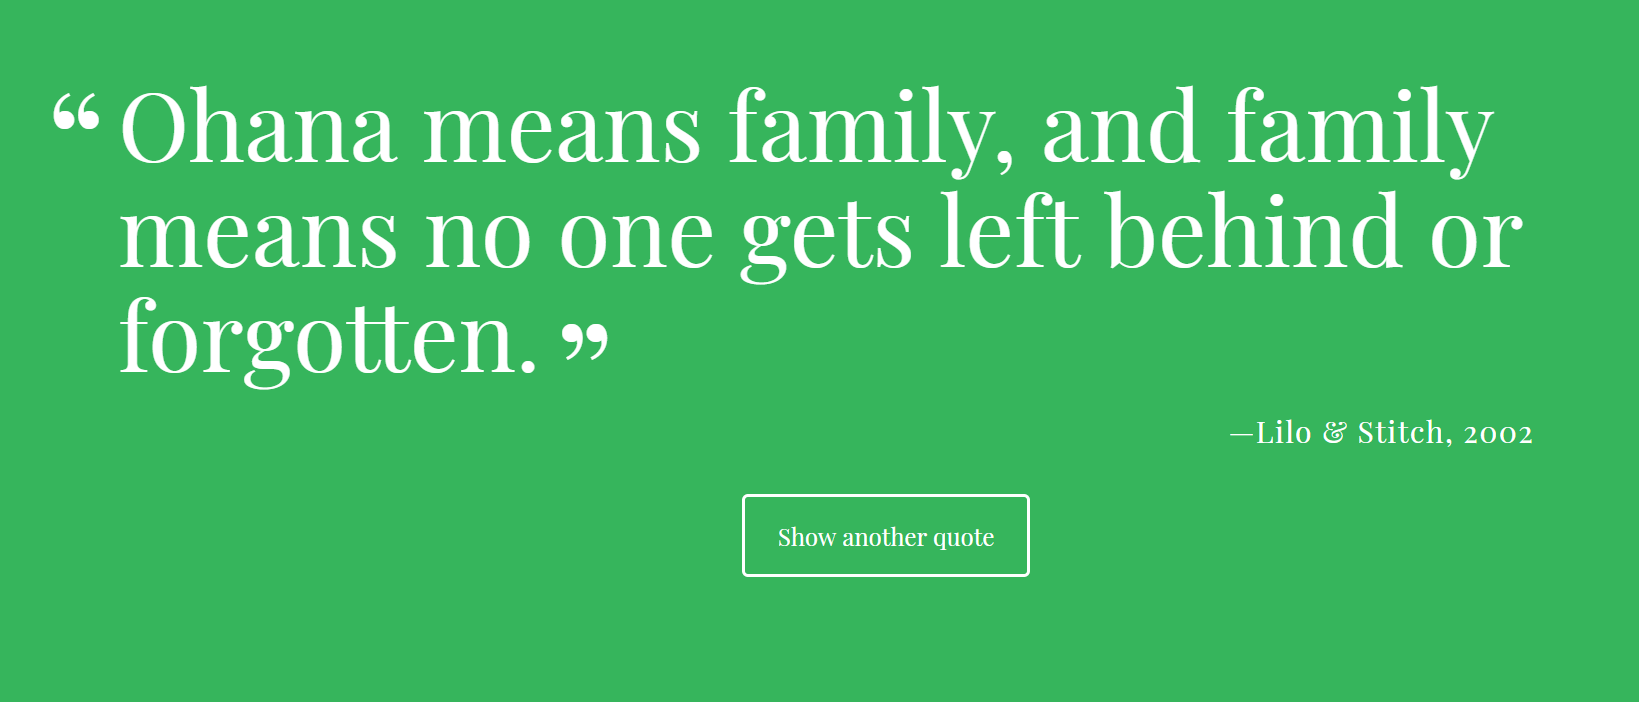 “ Ohana means family, and family
means no one gets left behind or
forgotten. ”
—Lilo & Stitch, 2002
Show another quote